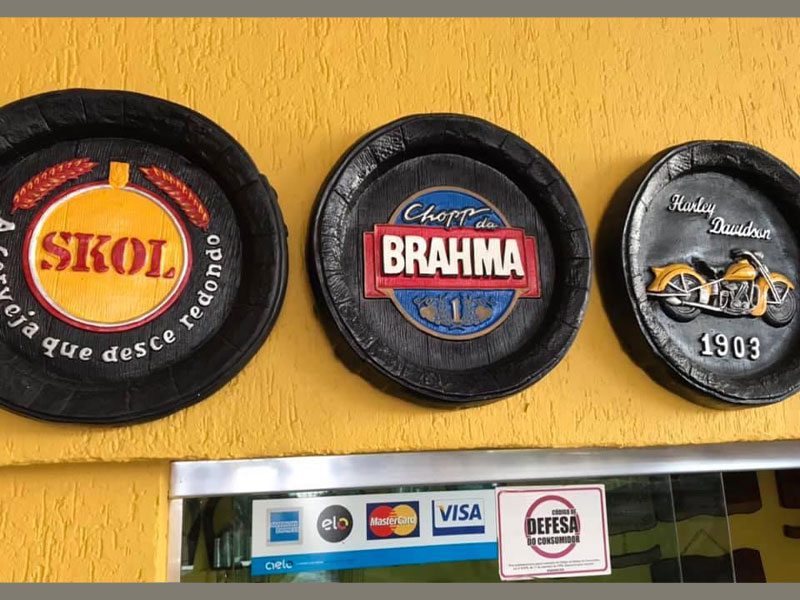 SKOL
A cerveja que desce redondo
Chopp da
BRAHMA
1
Harley
Davidson
1903
elo
MasterCard
VISA
cielo
CÓDIGO DE
DEFESA
DO CONSUMIDOR